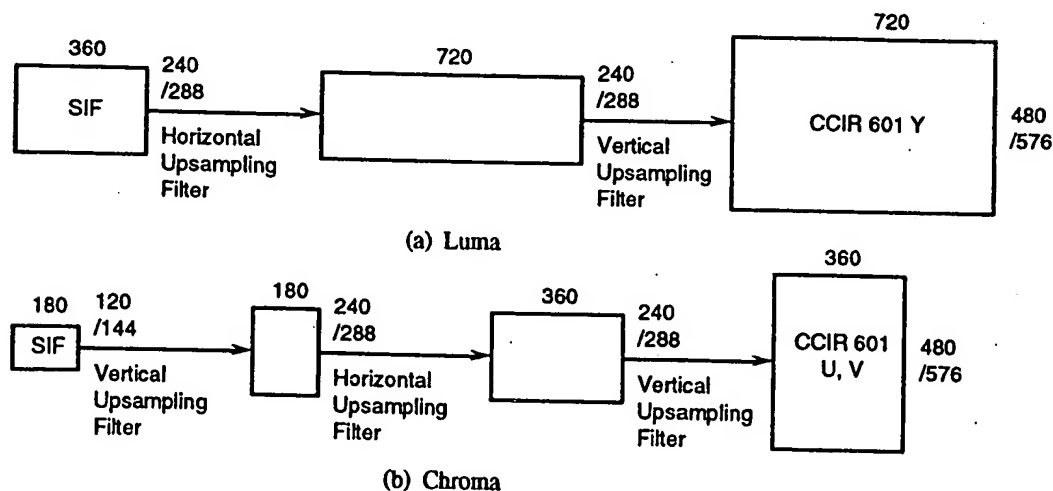 360
SIF
240
/288
Horizontal
Upsampling
Filter
720
240
/288
Vertical
Upsampling
Filter
720
CCIR 601 Y
480
/576
(a) Luma
180
SIF
120
/144
Vertical
Upsampling
Filter
180
240
/288
Horizontal
Upsampling
Filter
360
240
/288
Vertical
Upsampling
Filter
360
CCIR 601
U, V
480
/576
(b) Chroma